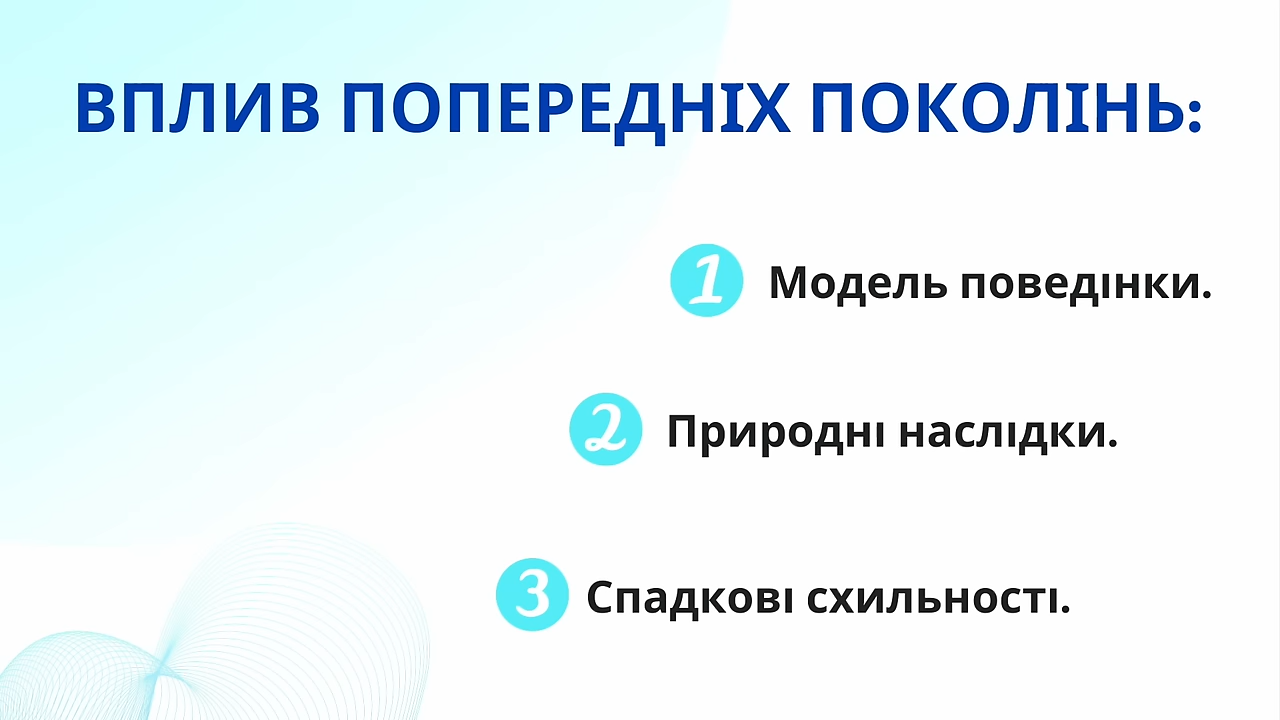 ВПЛИВ ПОПЕРЕДНІХ ПОКОЛІНЬ:
1 Модель поведінки.
2 Природні наслідки.
3 Спадкові схильності.